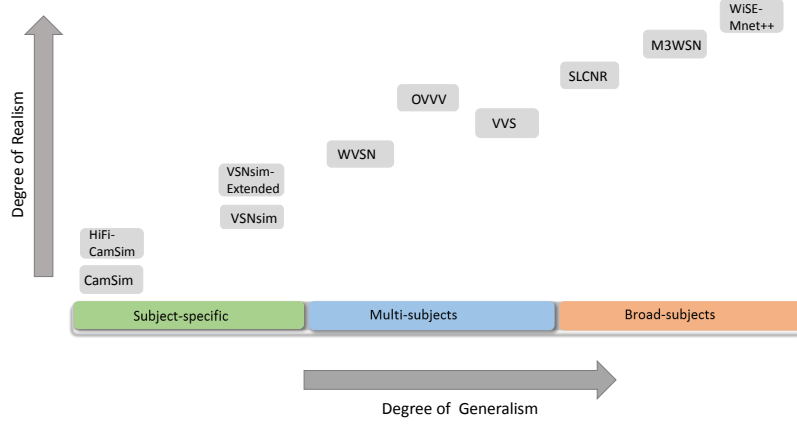 WiSE-
Mnet++
M3WSN
SLCNR
OVVV
VVS
WVSN
VSNsim-
Extended
VSNsim
HiFi-
CamSim
CamSim
Degree of Realism
Subject-specific
Multi-subjects
Broad-subjects
Degree of Generalism